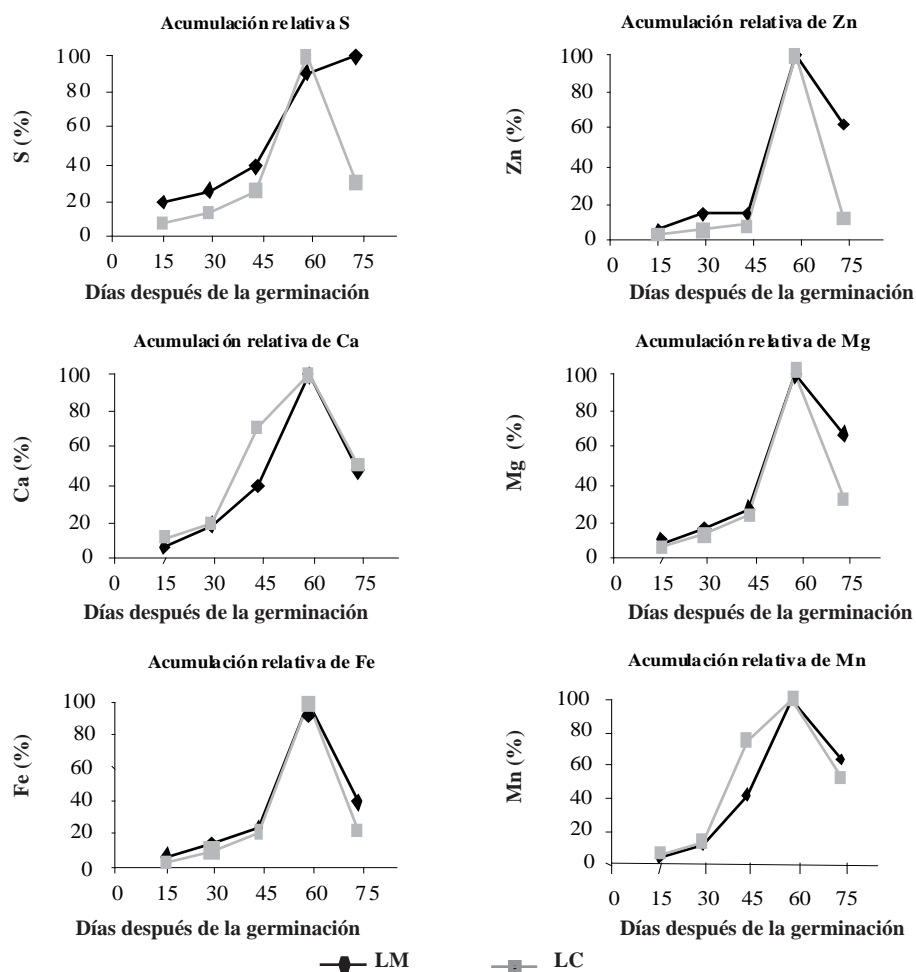 Acumulación relativa S
S (%)
100
80
60
40
20
0
0 15 30 45 60 75
Días después de la germinación
Acumulación relativa de Zn
Zn (%)
100
80
60
40
20
0
0 15 30 45 60 75
Días después de la germinación
Acumulación relativa de Ca
Ca (%)
100
80
60
40
20
0
0 15 30 45 60 75
Días después de la germinación
Acumulación relativa de Mg
Mg (%)
100
80
60
40
20
0
0 15 30 45 60 75
Días después de la germinación
Acumulación relativa de Fe
Fe (%)
100
80
60
40
20
0
0 15 30 45 60 75
Días después de la germinación
Acumulación relativa de Mn
Mn (%)
100
80
60
40
20
0
0 15 30 45 60 75
Días después de la germinación
LM LC